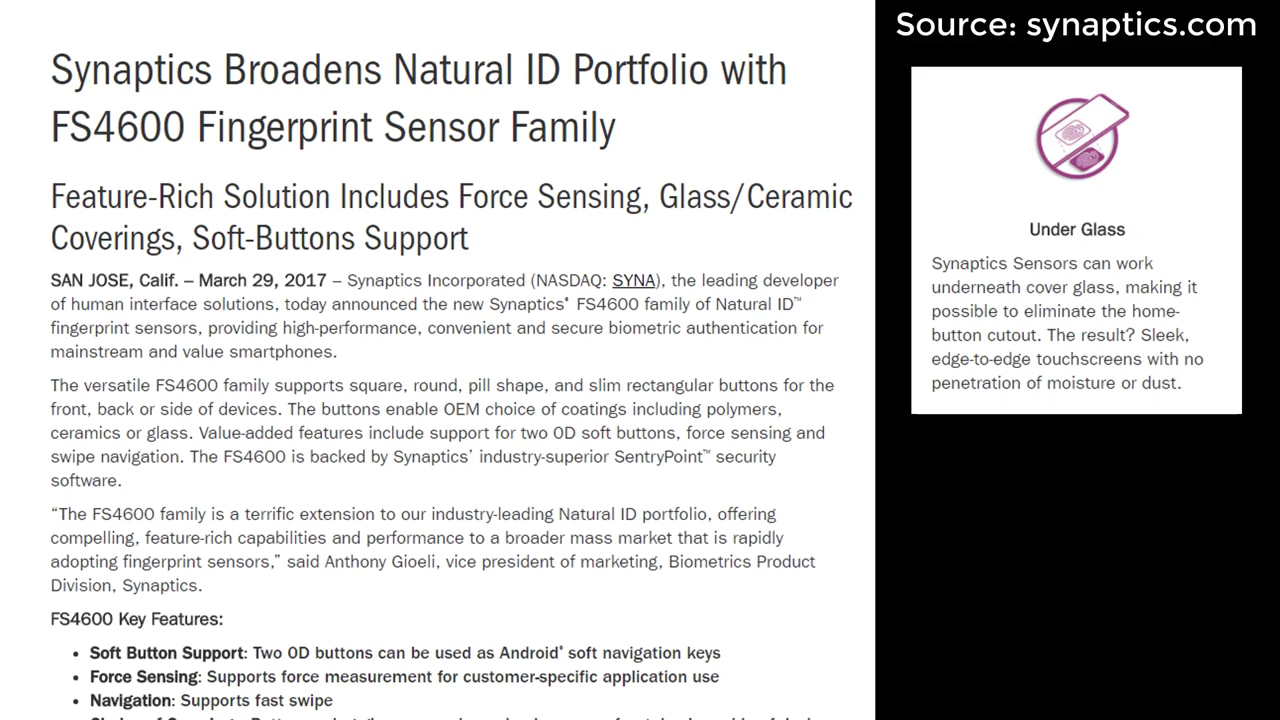 Source: synaptics.com
Synaptics Broadens Natural ID Portfolio with
FS4600 Fingerprint Sensor Family
Feature-Rich Solution Includes Force Sensing, Glass/Ceramic
Coverings, Soft-Buttons Support
SAN JOSE, Calif. – March 29, 2017 – Synaptics Incorporated (NASDAQ: SYNA), the leading developer
of human interface solutions, today announced the new Synaptics® FS4600 family of Natural ID™
fingerprint sensors, providing high-performance, convenient and secure biometric authentication for
mainstream and value smartphones.
The versatile FS4600 family supports square, round, pill shape, and slim rectangular buttons for the
front, back or side of devices. The buttons enable OEM choice of coatings including polymers,
ceramics or glass. Value-added features include support for two 0D soft buttons, force sensing and
swipe navigation. The FS4600 is backed by Synaptics’ industry-superior SentryPoint™ security
software.
“The FS4600 family is a terrific extension to our industry-leading Natural ID portfolio, offering
compelling, feature-rich capabilities and performance to a broader mass market that is rapidly
adopting fingerprint sensors,” said Anthony Gioeli, vice president of marketing, Biometrics Product
Division, Synaptics.
FS4600 Key Features:
• Soft Button Support: Two 0D buttons can be used as Android® soft navigation keys
• Force Sensing: Supports force measurement for customer-specific application use
• Navigation: Supports fast swipe
Under Glass
Synaptics Sensors can work
underneath cover glass, making it
possible to eliminate the home-
button cutout. The result? Sleek,
edge-to-edge touchscreens with no
penetration of moisture or dust.